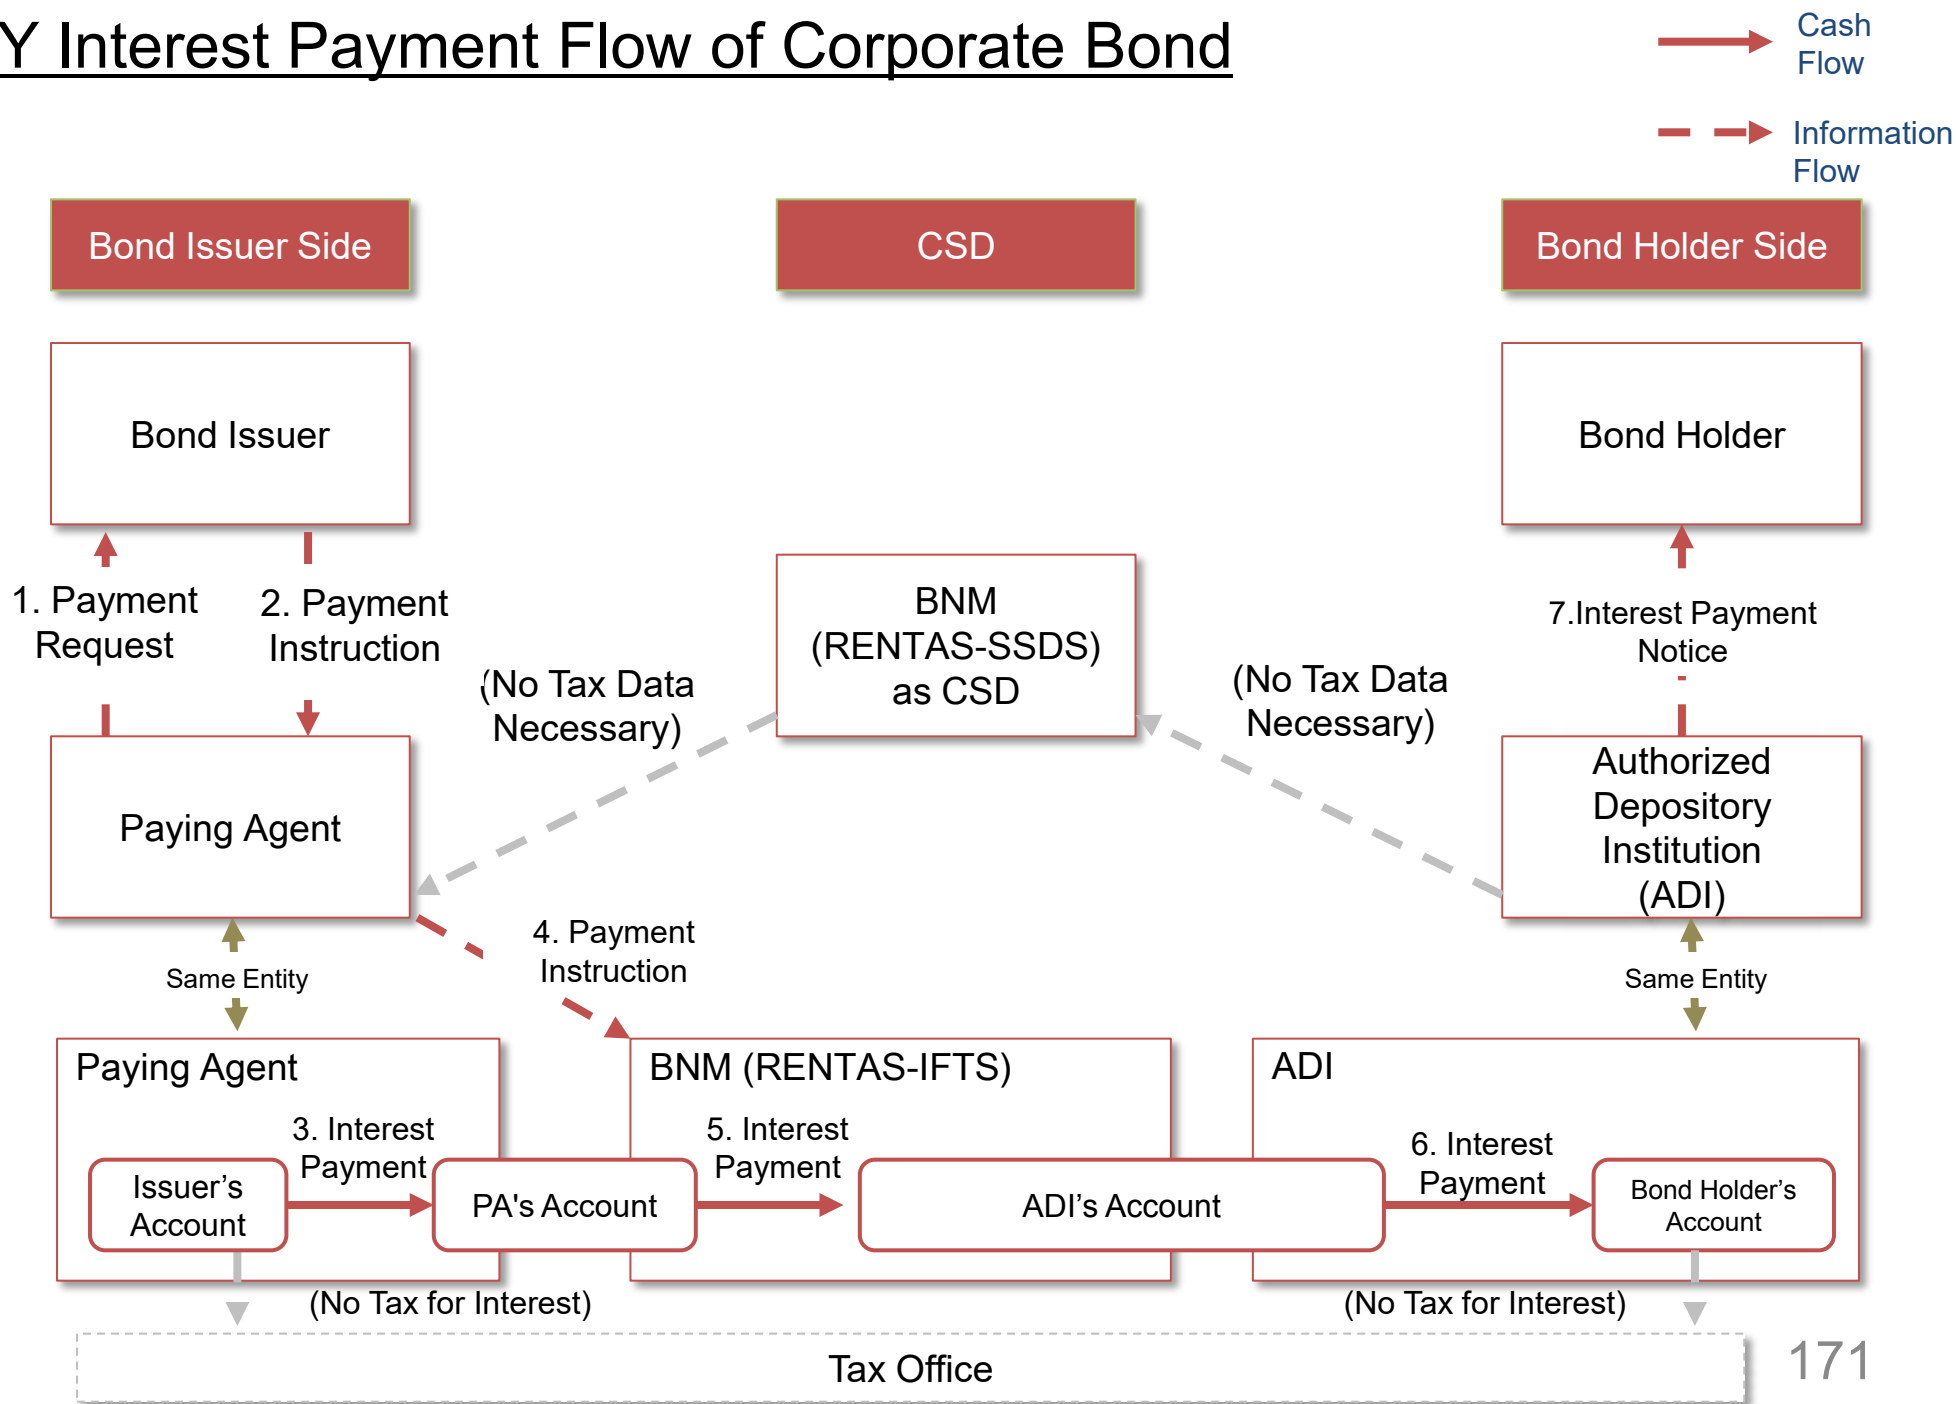 Y Interest Payment Flow of Corporate Bond
Cash
Flow
Information
Flow
Bond Issuer Side
CSD
Bond Holder Side
Bond Issuer
Bond Holder
1. Payment
Request
2. Payment
Instruction
(No Tax Data
Necessary)
BNM
(RENTAS-SSDS)
as CSD
(No Tax Data
Necessary)
7.Interest Payment
Notice
Paying Agent
Authorized
Depository
Institution
(ADI)
4. Payment
Instruction
Same Entity
Same Entity
Paying Agent
BNM (RENTAS-IFTS)
ADI
3. Interest
Payment
5. Interest
Payment
6. Interest
Payment
Issuer’s
Account
PA's Account
ADI’s Account
Bond Holder’s
Account
(No Tax for Interest)
(No Tax for Interest)
Tax Office
171